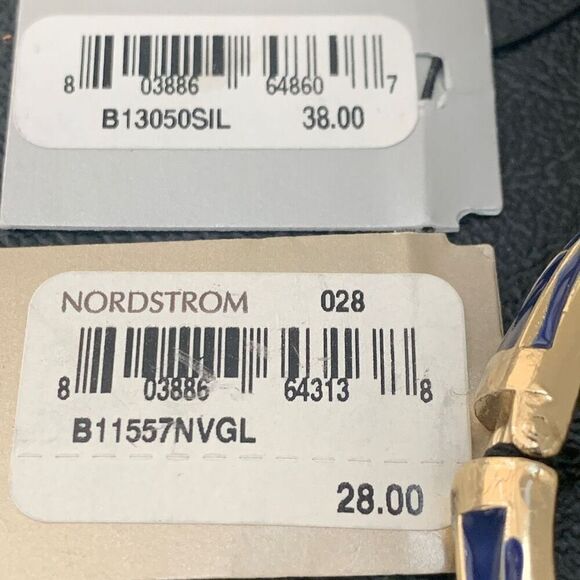 8 03886 64860 7
B13050SIL 38.00
NORDSTROM 028
8 03886 64313 8
B11557NVGL
28.00